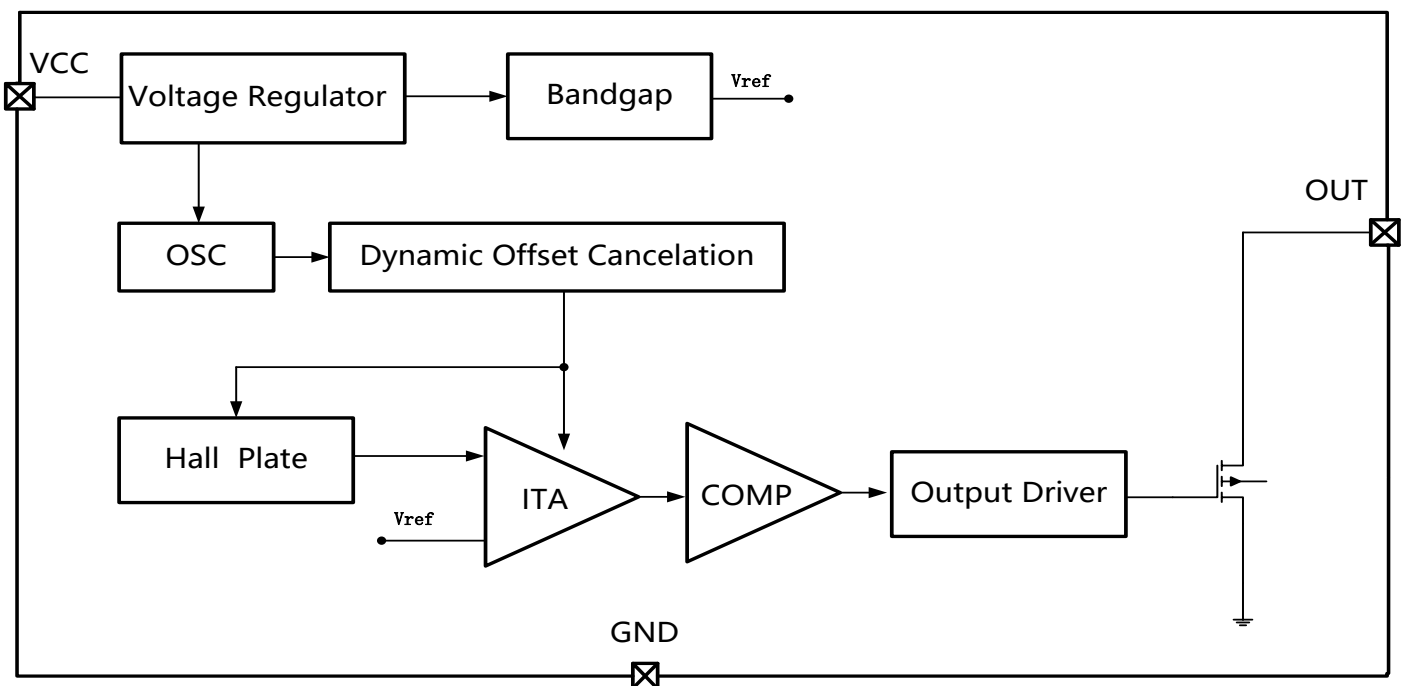 VCC
Voltage Regulator
Bandgap
Vref
OUT
OSC
Dynamic Offset Cancelation
Hall Plate
ITA
COMP
Output Driver
Vref
GND